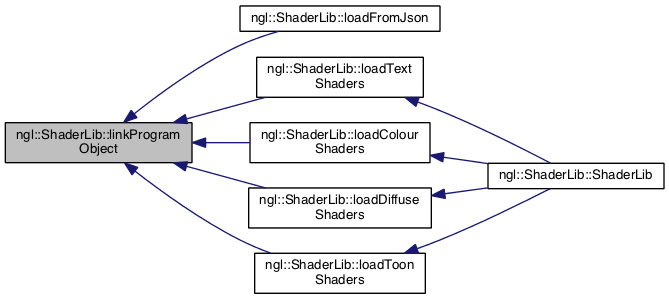 ngl::ShaderLib::loadFromJson
ngl::ShaderLib::loadText
Shaders
ngl::ShaderLib::linkProgram
Object
ngl::ShaderLib::loadColour
Shaders
ngl::ShaderLib::ShaderLib
ngl::ShaderLib::loadDiffuse
Shaders
ngl::ShaderLib::loadToon
Shaders